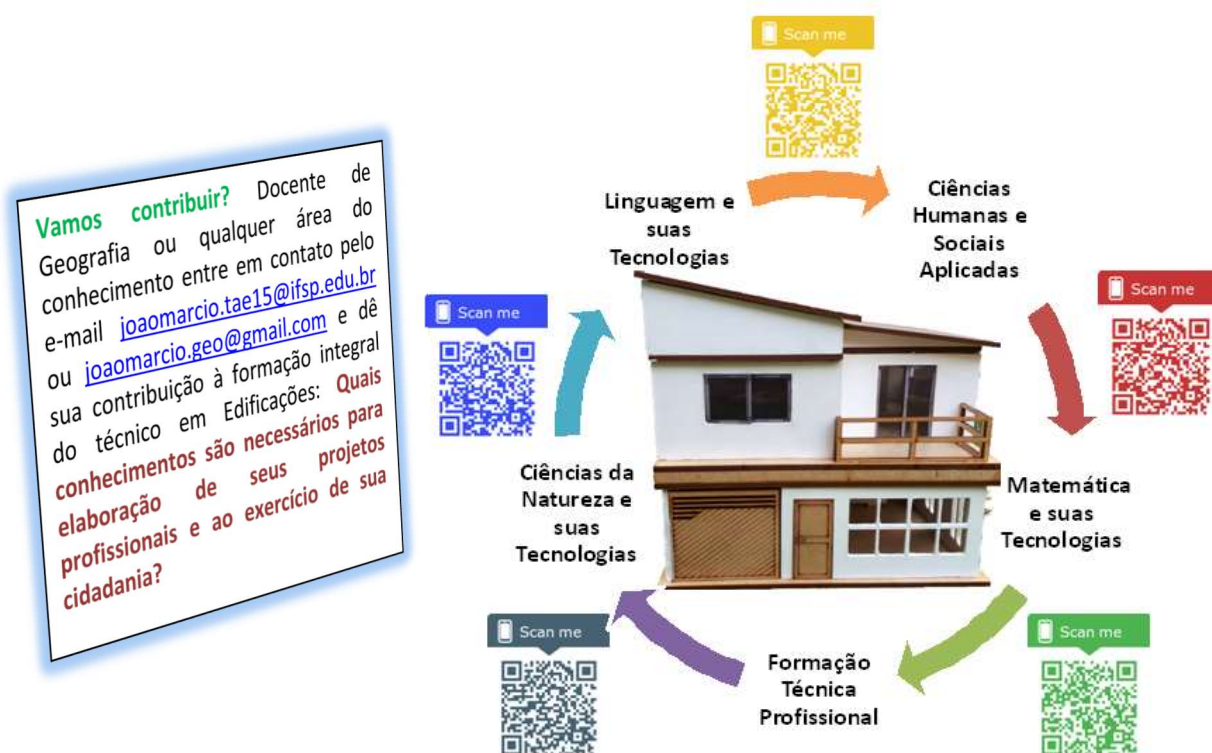 Vamos contribuir? Docente de
Geografia ou qualquer área do
conhecimento entre em contato pelo
e-mail joaomarcio.tae15@ifsp.edu.br
ou joaomarcio.geo@gmail.com e dê
sua contribuição à formação integral
do técnico em Edificações: Quais
conhecimentos são necessários para
elaboração de seus projetos
profissionais e ao exercício de sua
cidadania?
Scan me
Linguagem e
suas
Tecnologias
Ciências
Humanas e
Sociais
Aplicadas
Scan me
Scan me
Ciências da
Natureza e
suas
Tecnologias
Matemática
e suas
Tecnologias
Scan me
Formação
Técnica
Profissional
Scan me